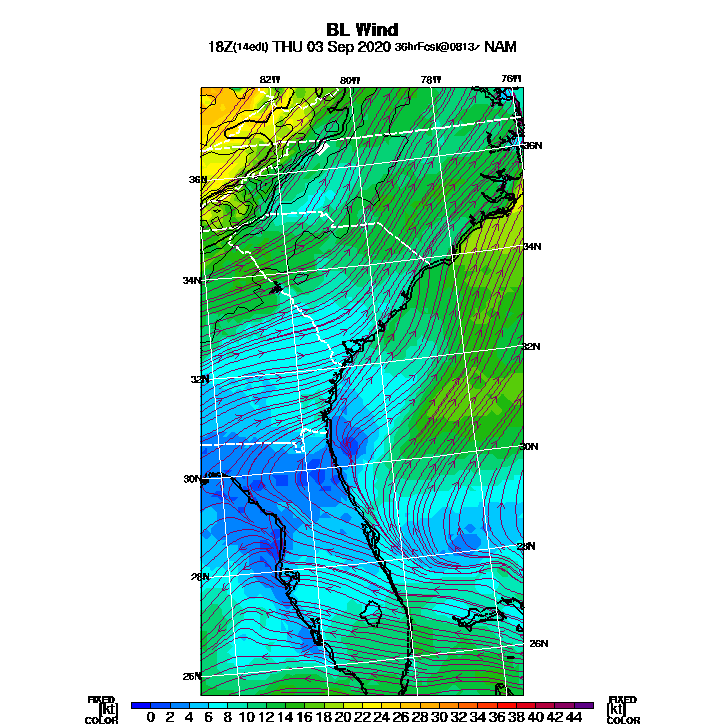 BL Wind
18Z(14edt) THU 03 Sep 2020 36hrFcst@0813z NAM
82W 80W 78W 76W
36N
36N
34N
34N
32N
32N
30N
30N
28N
28N
26N
26N
FIXED FIXED
[kt] 0 2 4 6 8 10 12 14 16 18 20 22 24 26 28 30 32 34 36 38 40 42 44 [kt]
COLOR COLOR